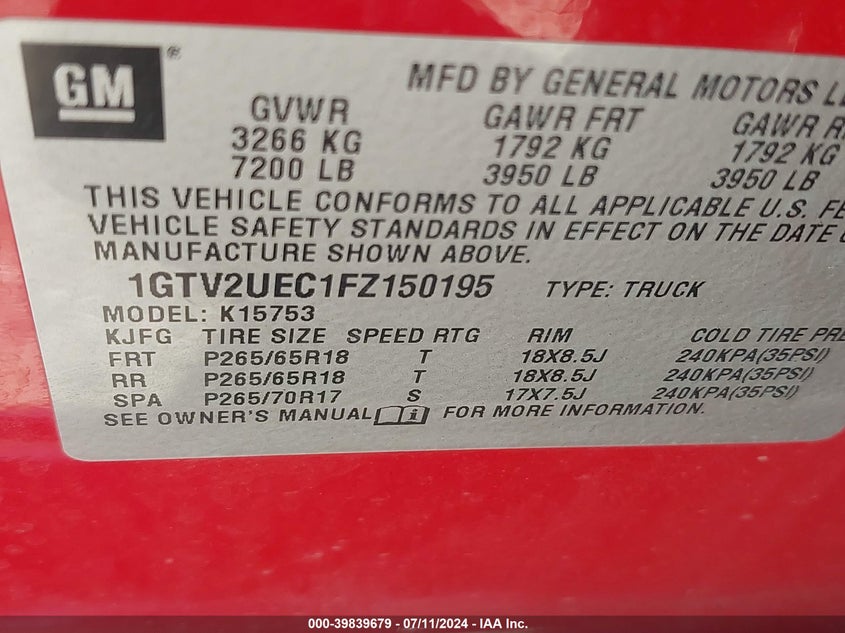 GM®
MFD BY GENERAL MOTORS
GVWR GAWR FRT GAWR
3266 KG 1792 KG 1792 KG
7200 LB 3950 LB 3950 LB
THIS VEHICLE CONFORMS TO ALL APPLICABLE U.S.
VEHICLE SAFETY STANDARDS IN EFFECT ON THE DATE
MANUFACTURE SHOWN ABOVE.
1GTV2UEC1FZ150195 TYPE: TRUCK
MODEL: K15753
KJFG TIRE SIZE SPEED RTG RIM COLD TIRE
FRT P265/65R18 T 18X8.5J 240KPA(35PSI)
RR P265/65R18 T 18X8.5J 240KPA(35PSI)
SPA P265/70R17 S 17X7.5J 240KPA(35PSI)
SEE OWNER'S MANUAL i FOR MORE INFORMATION.
000-39839679 - 07/11/2024 - IAA Inc.